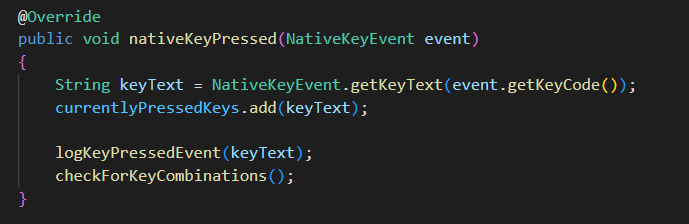 @Override
public void nativeKeyPressed(NativeKeyEvent event)
{
    String keyText = NativeKeyEvent.getKeyText(event.getKeyCode());
    currentlyPressedKeys.add(keyText);

    logKeyPressedEvent(keyText);
    checkForKeyCombinations();
}